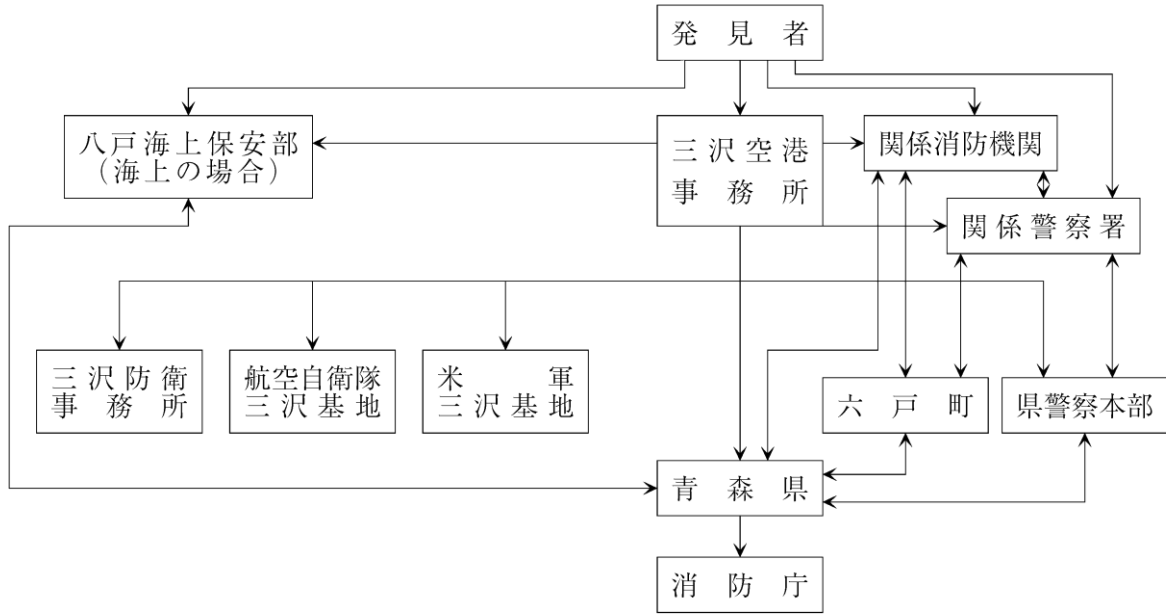 発見者
八戸海上保安部
（海上の場合）
三沢空港
事務所
関係消防機関
関係警察署
三沢防衛
事務所
航空自衛隊
三沢基地
米軍
三沢基地
六戸町
県警察本部
青森県
消防庁